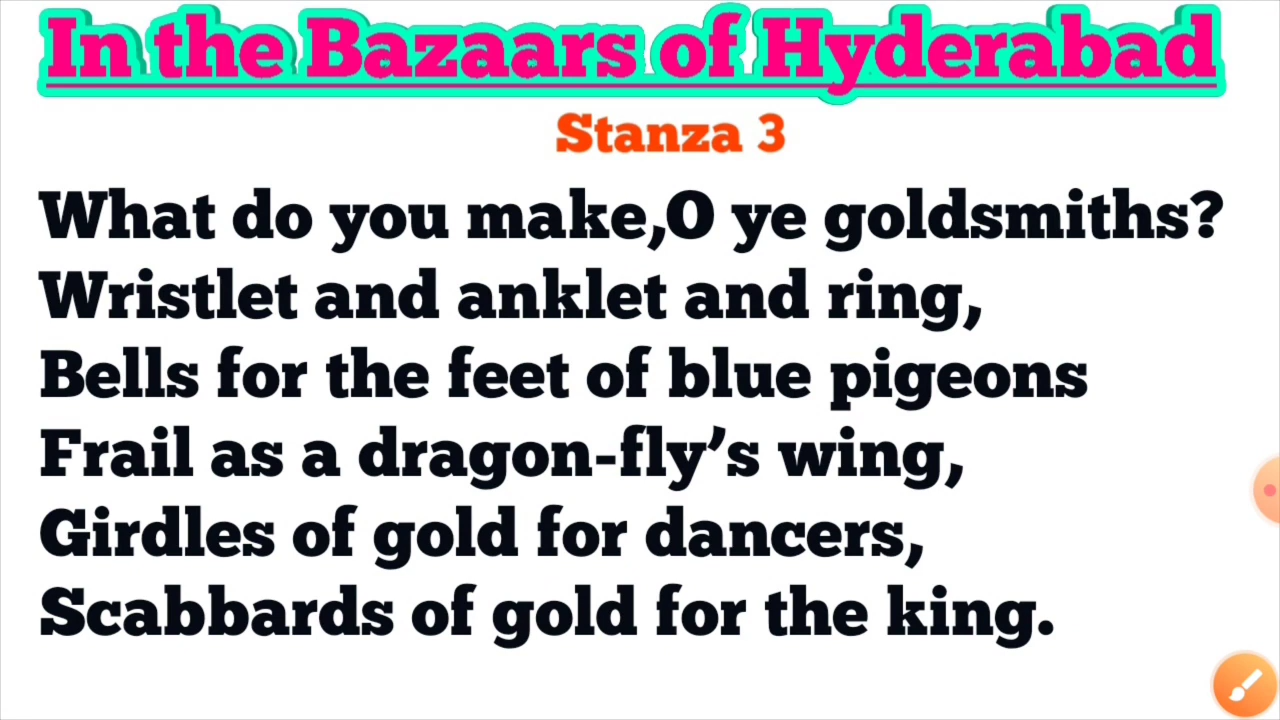 In the Bazaars of Hyderabad
Stanza 3
What do you make,O ye goldsmiths?
Wristlet and anklet and ring,
Bells for the feet of blue pigeons
Frail as a dragon-fly’s wing,
Girdles of gold for dancers,
Scabbards of gold for the king.